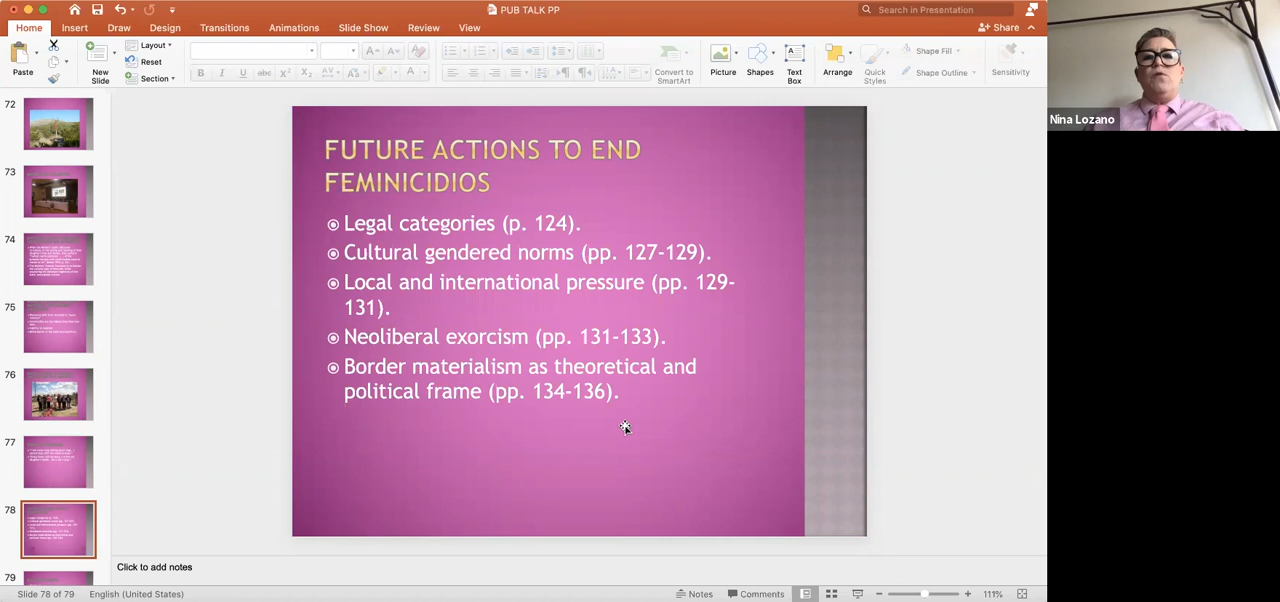 PUB TALK PP
Search in Presentation
Home Insert Draw Design Transitions Animations Slide Show Review View
Share
Paste
New
Slide
Layout
Reset
Section
Convert to
SmartArt
Picture
Shapes
Text
Box
Arrange
Quick
Styles
Shape Fill
Shape Outline
Sensitivity
Nina Lozano
72
73
74
75
76
77
78
79
FUTURE ACTIONS TO END
FEMINICIDIOS
Legal categories (p. 124).
Cultural gendered norms (pp. 127-129).
Local and international pressure (pp. 129-
131).
Neoliberal exorcism (pp. 131-133).
Border materialism as theoretical and
political frame (pp. 134-136).
Click to add notes
Slide 78 of 79 English (United States)
Notes Comments 111%